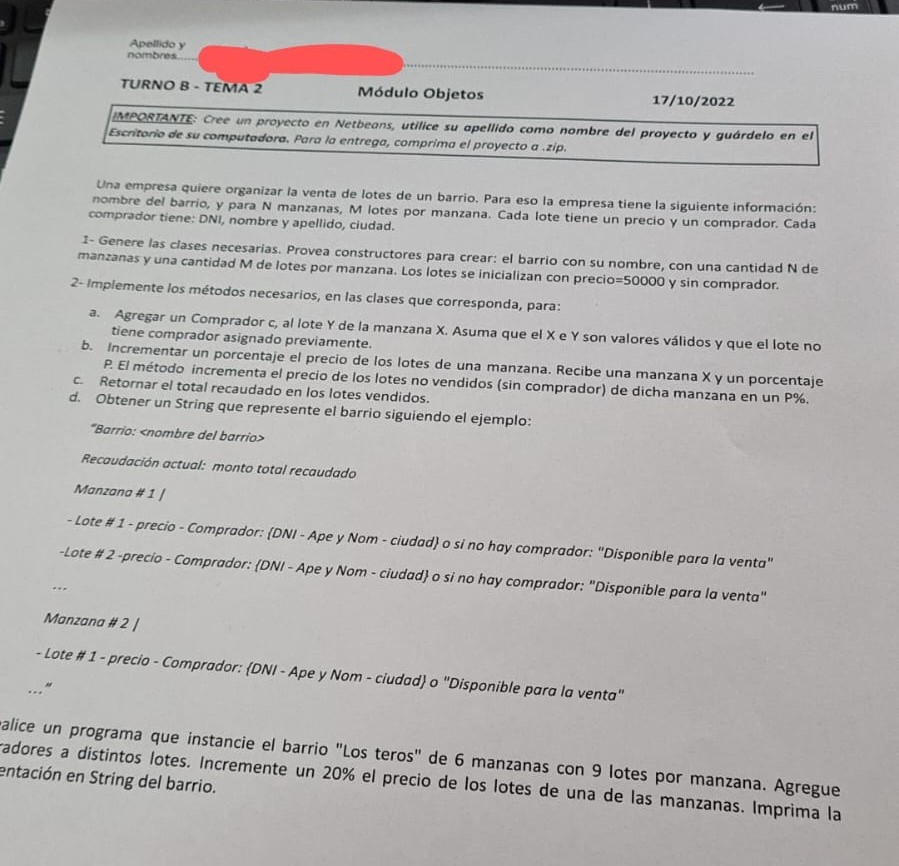 num
Apellido y
nombres
TURNO B - TEMA 2 Módulo Objetos 17/10/2022
IMPORTANTE: Cree un proyecto en Netbeans, utilice su apellido como nombre del proyecto y guárdelo en el
Escritorio de su computadora. Para la entrega, comprima el proyecto a .zip.
Una empresa quiere organizar la venta de lotes de un barrio. Para eso la empresa tiene la siguiente información:
nombre del barrio, y para N manzanas, M lotes por manzana. Cada lote tiene un precio y un comprador. Cada
comprador tiene: DNI, nombre y apellido, ciudad.
1- Genere las clases necesarias. Provea constructores para crear: el barrio con su nombre, con una cantidad N de
manzanas y una cantidad M de lotes por manzana. Los lotes se inicializan con precio=50000 y sin comprador.
2- Implemente los métodos necesarios, en las clases que corresponda, para:
a. Agregar un Comprador c, al lote Y de la manzana X. Asuma que el X e Y son valores válidos y que el lote no
tiene comprador asignado previamente.
b. Incrementar un porcentaje el precio de los lotes de una manzana. Recibe una manzana X y un porcentaje
P. El método incrementa el precio de los lotes no vendidos (sin comprador) de dicha manzana en un P%.
c. Retornar el total recaudado en los lotes vendidos.
d. Obtener un String que represente el barrio siguiendo el ejemplo:
"Barrio: <nombre del barrio>
Recaudación actual: monto total recaudado
Manzana # 1 |
- Lote # 1 - precio - Comprador: {DNI - Ape y Nom - ciudad} o si no hay comprador: "Disponible para la venta"
-Lote # 2 -precio - Comprador: {DNI - Ape y Nom - ciudad} o si no hay comprador: "Disponible para la venta"
...
Manzana # 2 |
- Lote # 1 - precio - Comprador: {DNI - Ape y Nom - ciudad} o "Disponible para la venta"
..."
alice un programa que instancie el barrio "Los teros" de 6 manzanas con 9 lotes por manzana. Agregue
radores a distintos lotes. Incremente un 20% el precio de los lotes de una de las manzanas. Imprima la
entación en String del barrio.